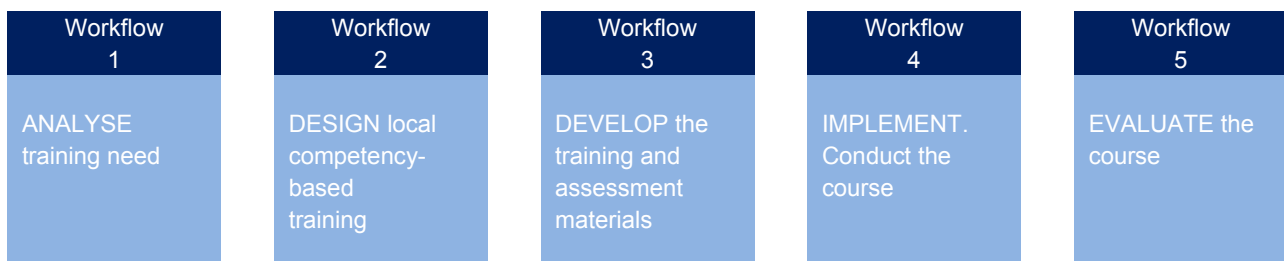 Workflow
1
ANALYSE
training need
Workflow
2
DESIGN local
competency-
based
training
Workflow
3
DEVELOP the
training and
assessment
materials
Workflow
4
IMPLEMENT.
Conduct the
course
Workflow
5
EVALUATE the
course